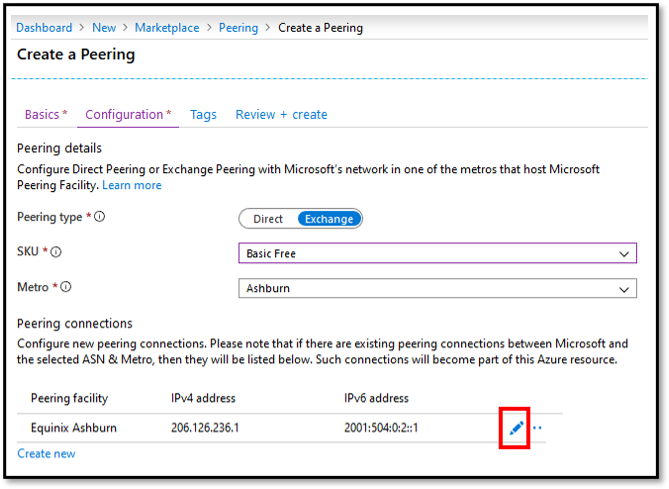 Dashboard > New > Marketplace > Peering > Create a Peering
Create a Peering
Basics * Configuration * Tags Review + create
Peering details
Configure Direct Peering or Exchange Peering with Microsoft's network in one of the metros that host Microsoft
Peering Facility. Learn more
Peering type * Direct Exchange
SKU * Basic Free
Metro * Ashburn
Peering connections
Configure new peering connections. Please note that if there are existing peering connections between Microsoft and
the selected ASN & Metro, then they will be listed below. Such connections will become part of this Azure resource.
Peering facility IPv4 address IPv6 address
Equinix Ashburn 206.126.236.1 2001:504:0:2::1
Create new